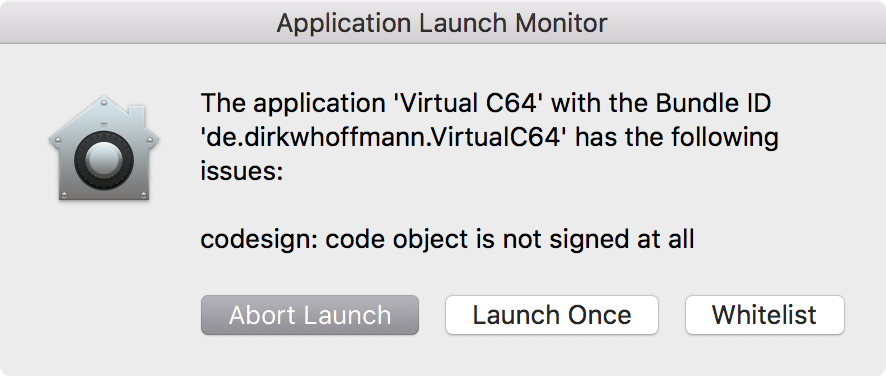 Application Launch Monitor
The application 'Virtual C64' with the Bundle ID
'de.dirkwhoffmann.VirtualC64' has the following
issues:
codesign: code object is not signed at all
Abort Launch
Launch Once
Whitelist